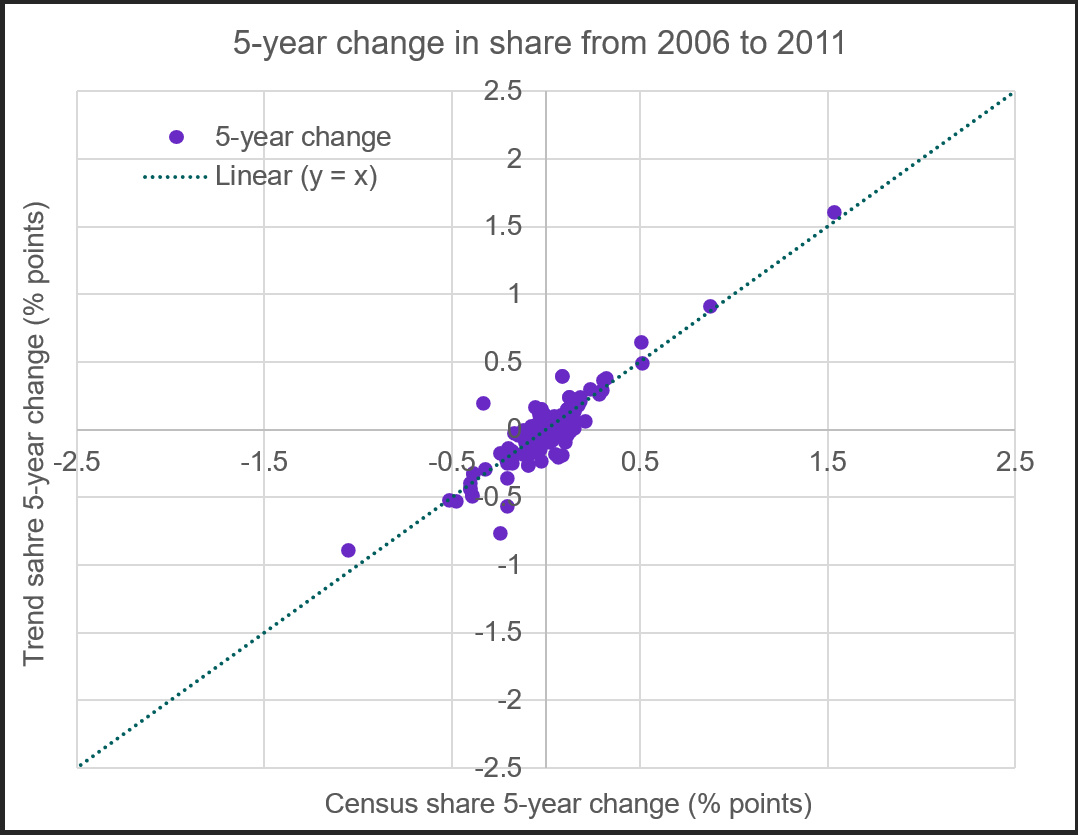 5-year change in share from 2006 to 2011
2.5
5-year change
2
Linear (y = x)
1.5
1
0.5
0
-2.5 -1.5 -0.5 0.5 1.5 2.5
-0.5
-1
-1.5
-2
-2.5
Trend sahre 5-year change (% points)
Census share 5-year change (% points)